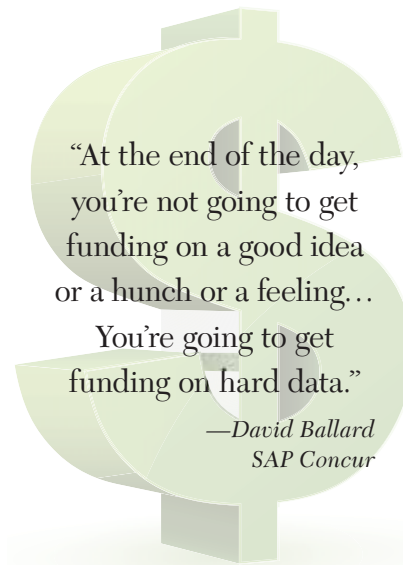 “At the end of the day,
you’re not going to get
funding on a good idea
or a hunch or a feeling…
You’re going to get
funding on hard data.”
—David Ballard
SAP Concur